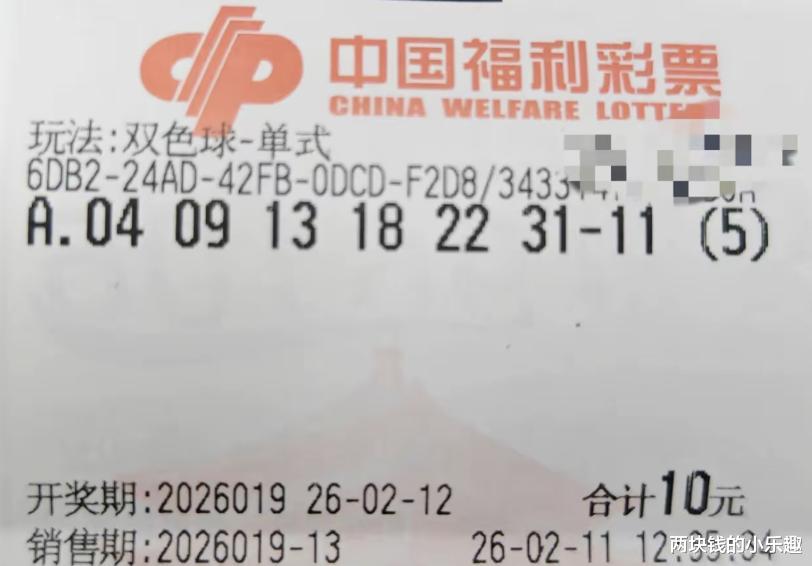 中国福利彩票
CHINA WELFARE
玩法:双色球-单式
6DB2-24AD-42FB-0DCD-F2D8/3433
A.04 09 13 18 22 31-11 (5)
开奖期:2026019 26-02-12 合计10元
销售期:2026019-13 26-02-11
两块钱的小乐趣